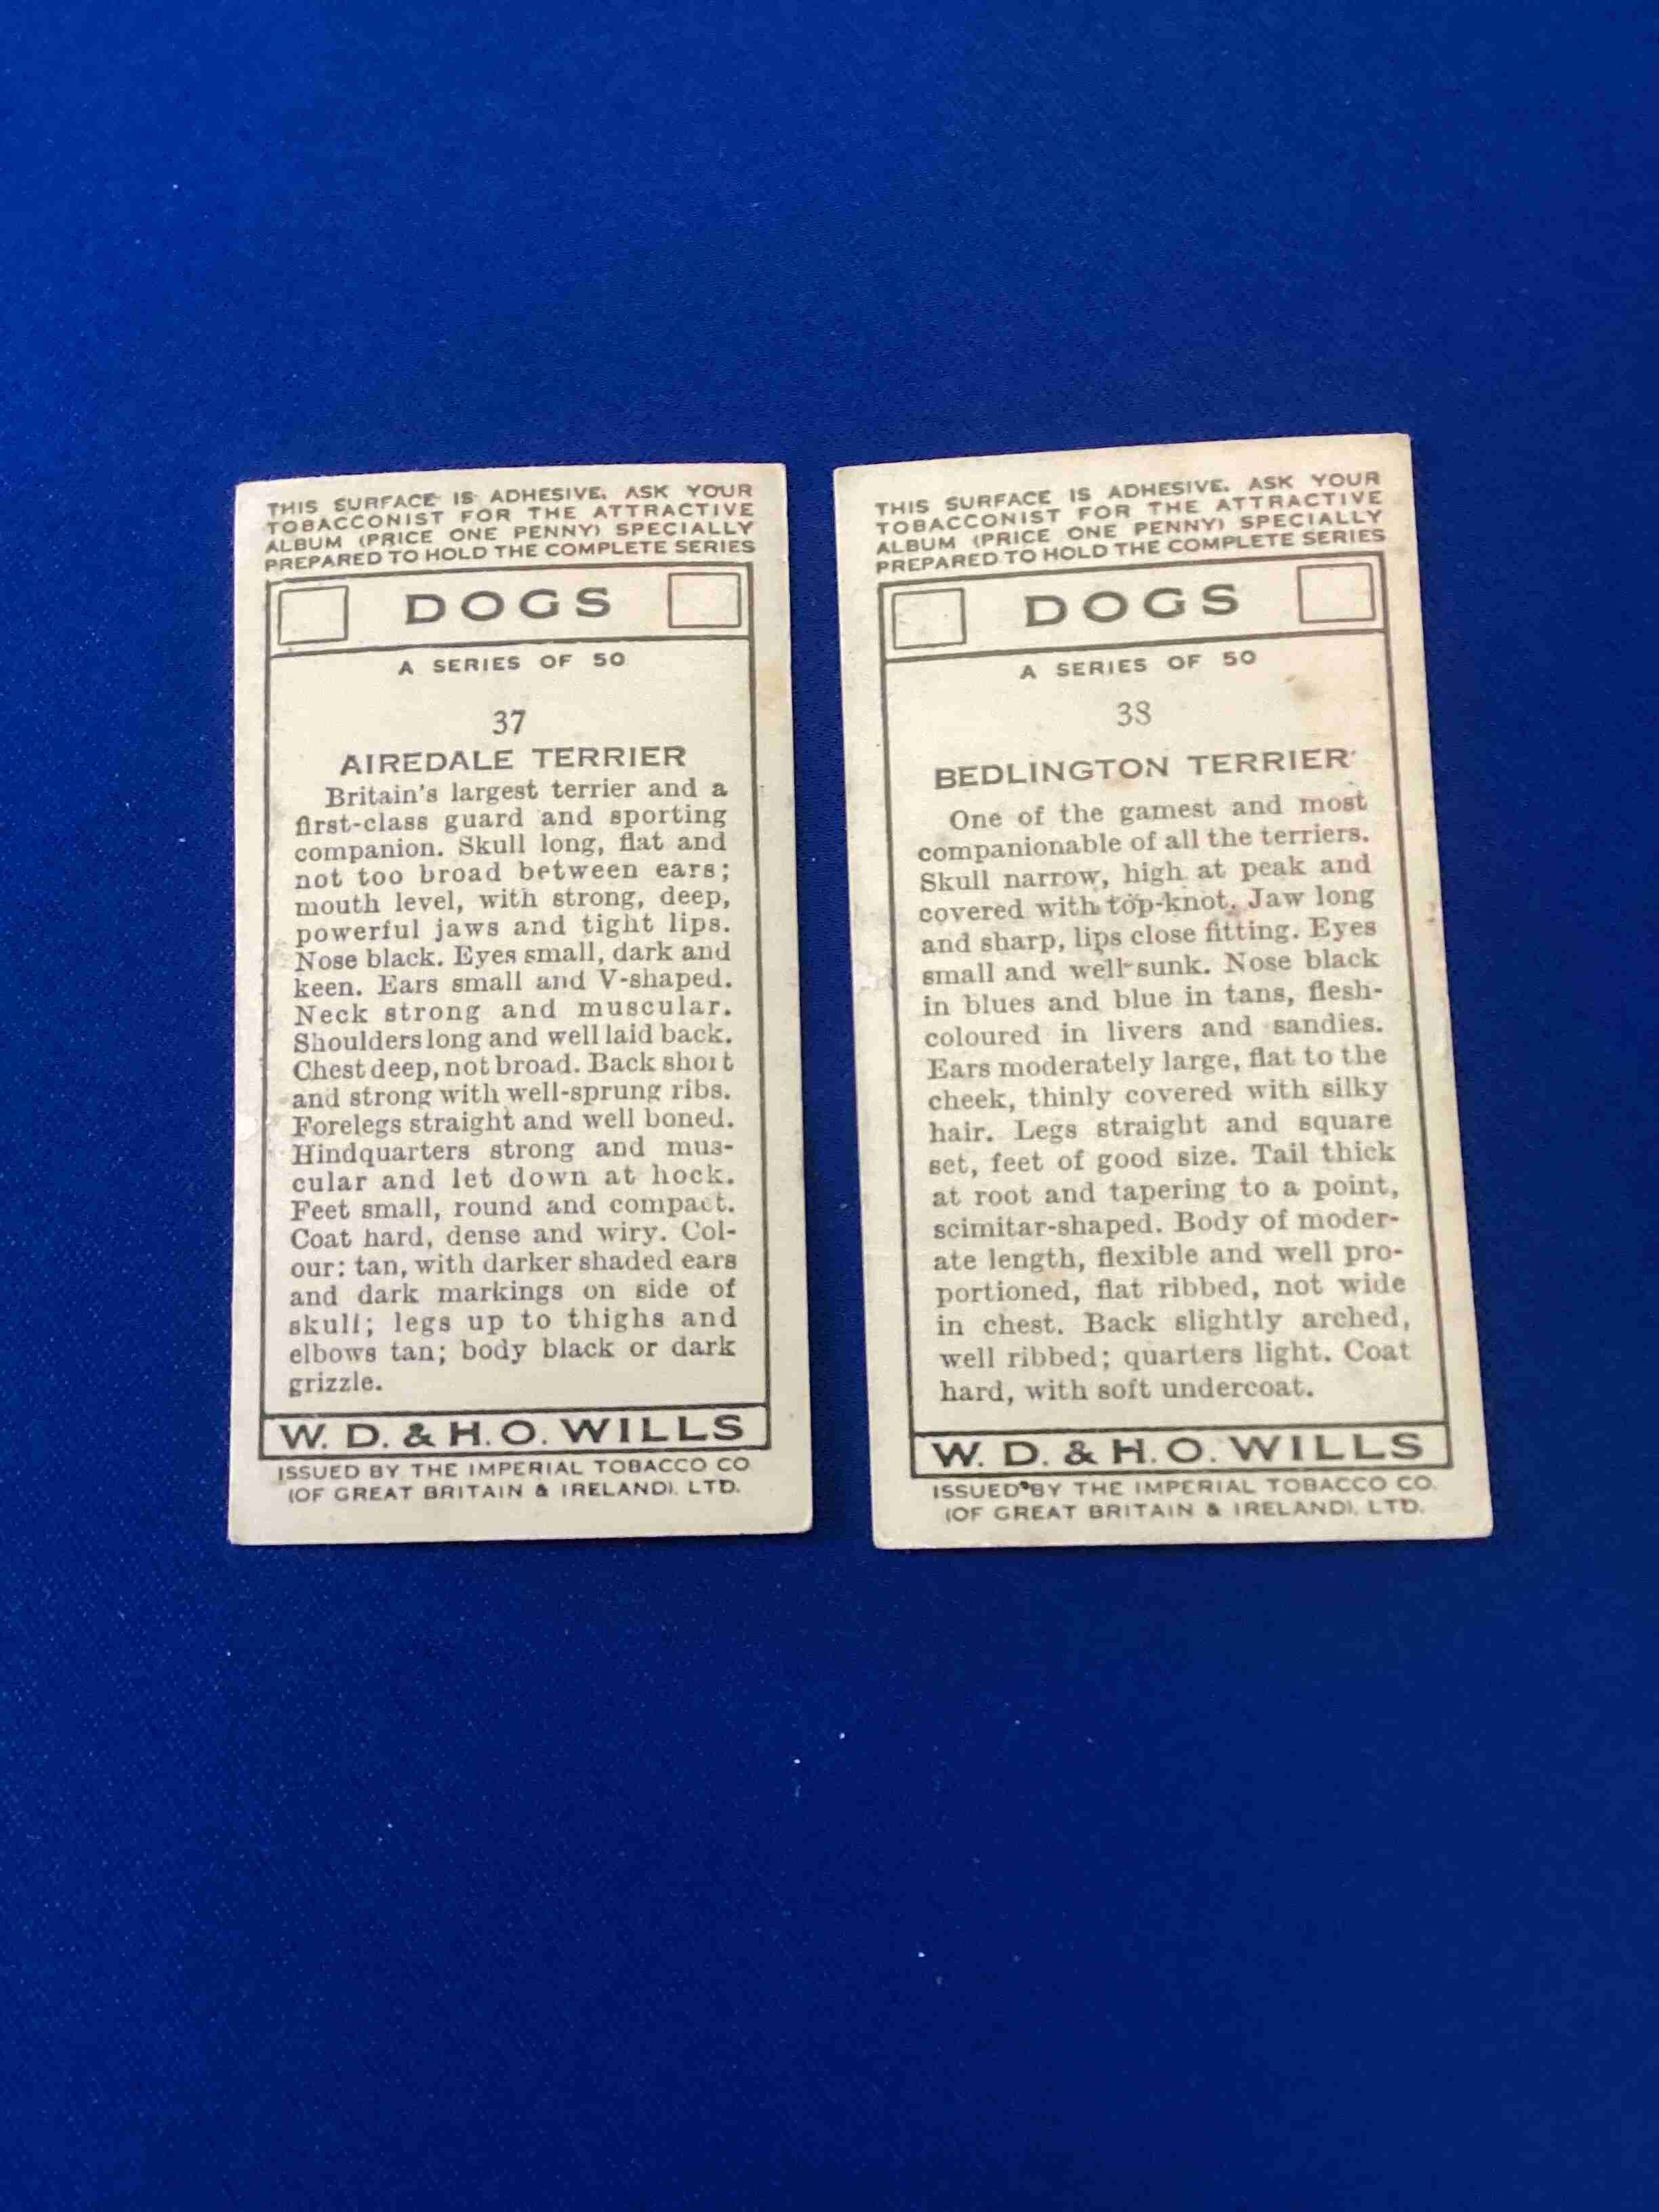 THIS SURFACE IS ADHESIVE. ASK YOUR
TOBACCONIST FOR THE ATTRACTIVE
ALBUM (PRICE ONE PENNY) SPECIALLY
PREPARED TO HOLD THE COMPLETE SERIES
DOGS
A SERIES OF 50
37
AIREDALE TERRIER
Britain's largest terrier and a
first-class guard and sporting
companion. Skull long, flat and
not too broad between ears;
mouth level, with strong, deep,
powerful jaws and tight lips.
Nose black. Eyes small, dark and
keen. Ears small and V-shaped.
Neck strong and muscular.
Shoulders long and well laid back.
Chest deep, not broad. Back short
and strong with well-sprung ribs.
Forelegs straight and well boned.
Hindquarters strong and mus-
cular and let down at hock.
Feet small, round and compact.
Coat hard, dense and wiry. Col-
our: tan, with darker shaded ears
and dark markings on side of
skull; legs up to thighs and
elbows tan; body black or dark
grizzle.
W. D. & H. O. WILLS
ISSUED BY THE IMPERIAL TOBACCO CO
(OF GREAT BRITAIN & IRELAND), LTD.
THIS SURFACE IS ADHESIVE. ASK YOUR
TOBACCONIST FOR THE ATTRACTIVE
ALBUM (PRICE ONE PENNY) SPECIALLY
PREPARED TO HOLD THE COMPLETE SERIES
DOGS
A SERIES OF 50
38
BEDLINGTON TERRIER
One of the gamest and most
companionable of all the terriers.
Skull narrow, high at peak and
covered with top-knot. Jaw long
and sharp, lips close fitting. Eyes
small and well sunk. Nose black
in blues and blue in tans, flesh-
coloured in livers and sandies.
Ears moderately large, flat to the
cheek, thinly covered with silky
hair. Legs straight and square
set, feet of good size. Tail thick
at root and tapering to a point,
scimitar-shaped. Body of moder-
ate length, flexible and well pro-
portioned, flat ribbed, not wide
in chest. Back slightly arched,
well ribbed; quarters light. Coat
hard, with soft undercoat.
W. D. & H. O. WILLS
ISSUED BY THE IMPERIAL TOBACCO CO.
(OF GREAT BRITAIN & IRELAND), LTD.